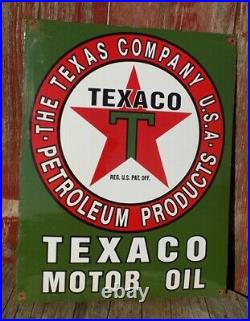 THE TEXAS COMPANY U.S.A.
TEXACO
T
REG. U.S. PAT. OFF.
PETROLEUM PRODUCTS
TEXACO
MOTOR OIL